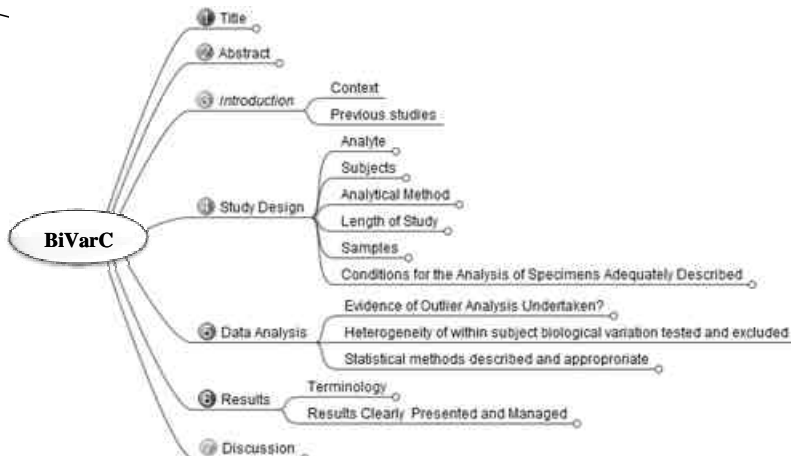 Title
Abstract
Introduction
Context
Previous studies
Study Design
Analyte
Subjects
Analytical Method
Length of Study
Samples
Conditions for the Analysis of Specimens Adequately Described
BiVarC
Data Analysis
Evidence of Outlier Analysis Undertaken?
Heterogeneity of within subject biological variation tested and excluded
Statistical methods described and approproriate
Results
Terminology
Results Clearly Presented and Managed
Discussion